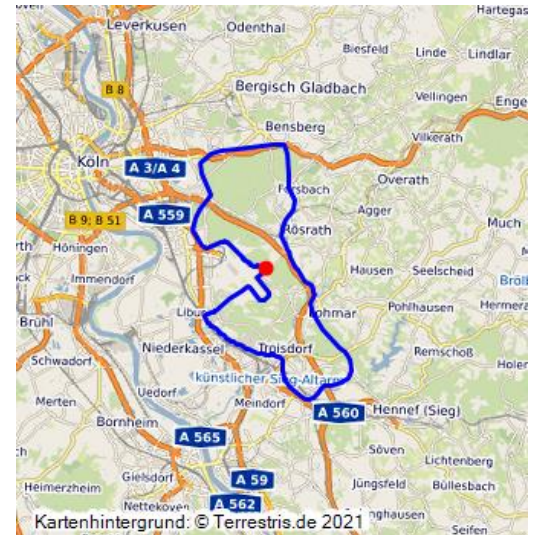 Leverkusen
Hartegas
Odenthal
Biesfeld
Linde
Lindlar
B 8
Bergisch Gladbach
Vellingen
Enge
Bensberg
Vilkerath
Köln
A 3/A 4
Overath
Forsbach
A 559
Agger
B 9; B 51
Rösrath
Much
Höningen
Hausen
Seelscheid
Immendorf
Bröl
Pohlhausen
Hermera
Libur
Lohmar
Brühl
Niederkassel
Troisdorf
Remschoß
Schwadorf
Holer
künstlicher Sieg-Altarm
Uedorf
Merten
Meindorf
A 560
Hennef (Sieg)
Bornheim
A 565
Söven
Lichtenberg
Gielsdorf
A 59
Jüngsfeld
Büllesbach
Heimerzheim
Nettekoven
A 562
nghausen
Kartenhintergrund: © Terrestris.de 2021
Seifen